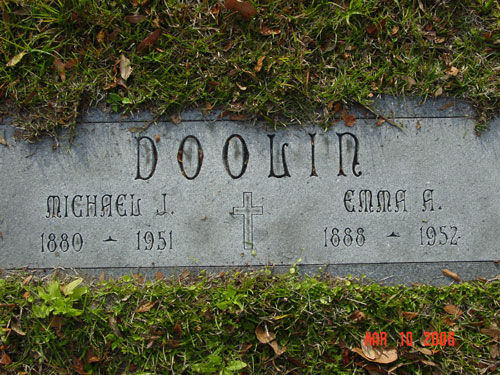 DOOLIN
MICHAEL J. EMMA A.
1880 - 1951 1888 - 1952
MAR 10 2006